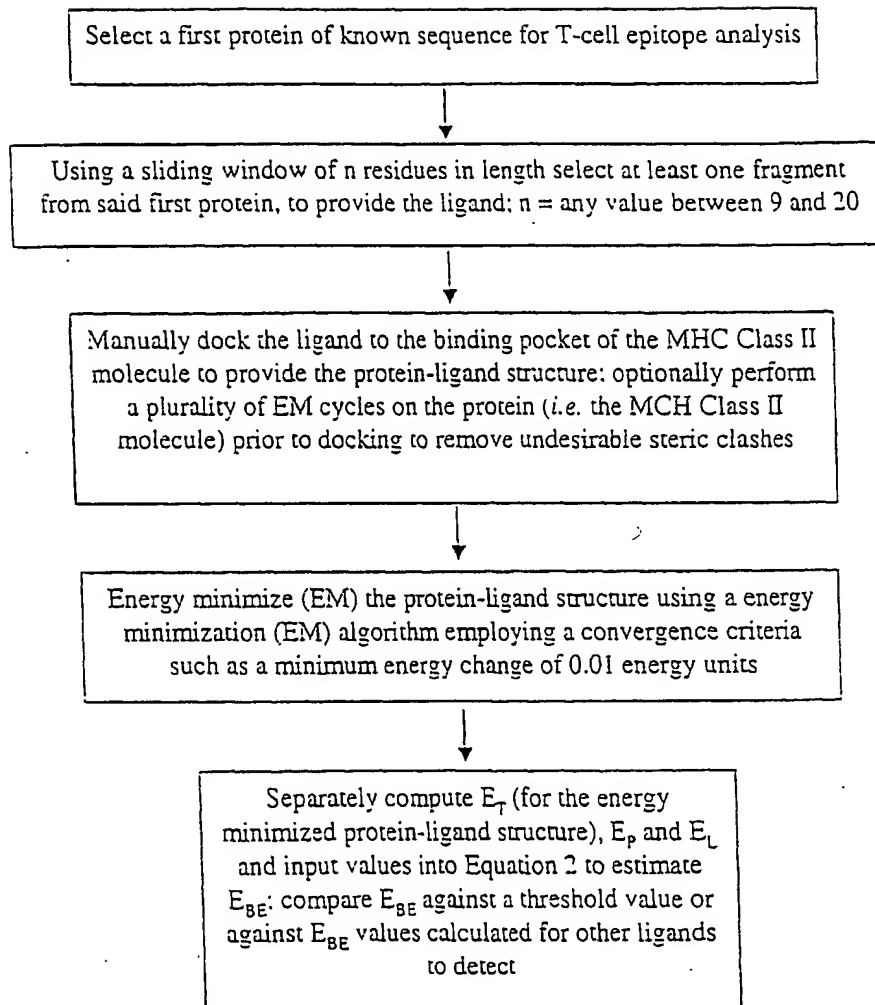 Select a first protein of known sequence for T-cell epitope analysis
Using a sliding window of n residues in length select at least one fragment
from said first protein, to provide the ligand; n = any value between 9 and 20
Manually dock the ligand to the binding pocket of the MHC Class II
molecule to provide the protein-ligand structure; optionally perform
a plurality of EM cycles on the protein (i.e. the MCH Class II
molecule) prior to docking to remove undesirable steric clashes
Energy minimize (EM) the protein-ligand structure using a energy
minimization (EM) algorithm employing a convergence criteria
such as a minimum energy change of 0.01 energy units
Separately compute E_T (for the energy
minimized protein-ligand structure), E_P and E_L
and input values into Equation 2 to estimate
E_BE; compare E_BE against a threshold value or
against E_BE values calculated for other ligands
to detect